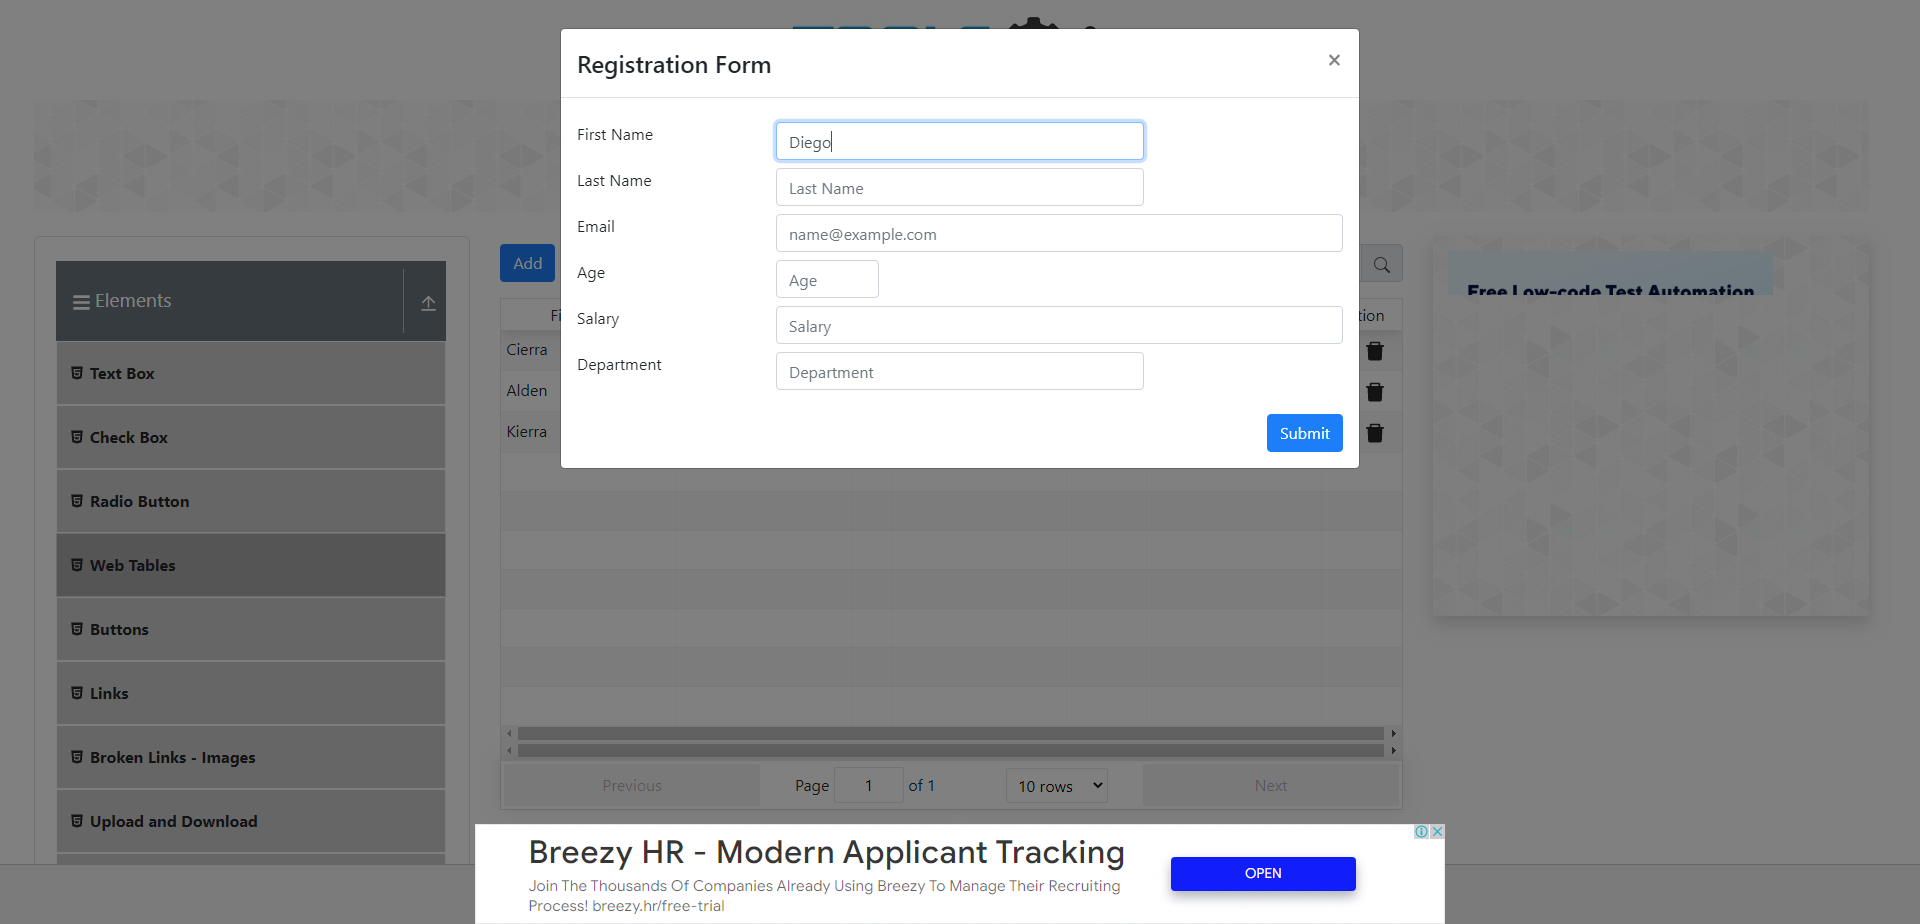 Registration Form
×
First Name
Diego
Last Name
Last Name
Email
name@example.com
Age
Age
Salary
Salary
Department
Department
Submit
Elements
Text Box
Check Box
Radio Button
Web Tables
Buttons
Links
Broken Links - Images
Upload and Download
Add
Cierra
Alden
Kierra
Previous
Page 1 of 1
10 rows
Next
Free Low-code Test Automation
Breezy HR - Modern Applicant Tracking
Join The Thousands Of Companies Already Using Breezy To Manage Their Recruiting
Process! breezy.hr/free-trial
OPEN